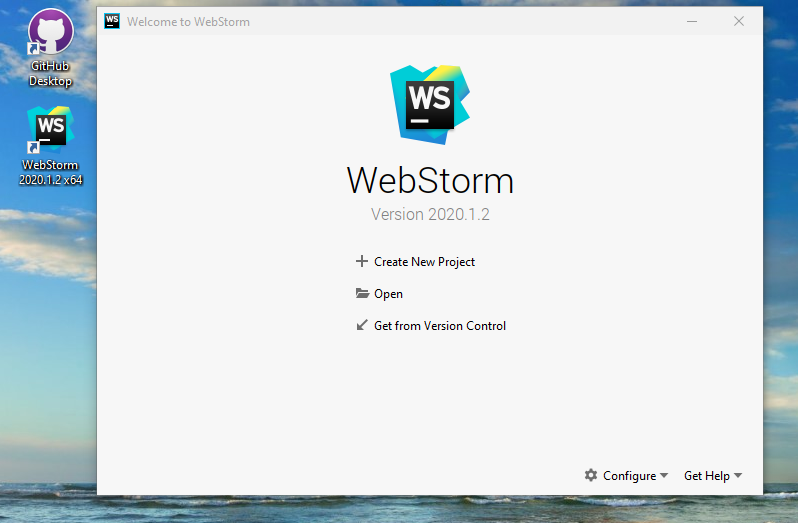 GitHub
Desktop
WS
WebStorm
2020.1.2 x64
WS
Welcome to WebStorm
WS
WebStorm
Version 2020.1.2
Create New Project
Open
Get from Version Control
Configure
Get Help